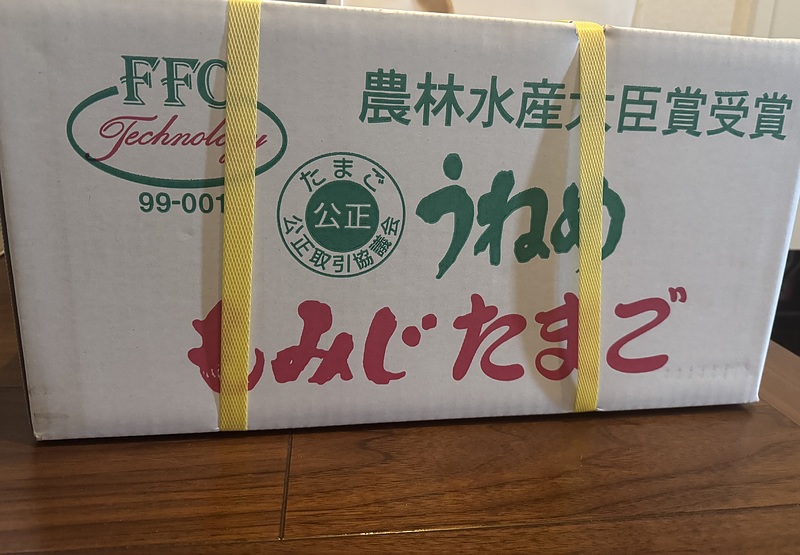 FFC
Technology
99-001
農林水産大臣賞受賞
たまご
公正
公正取引協議会
うねめ
もみじたまご